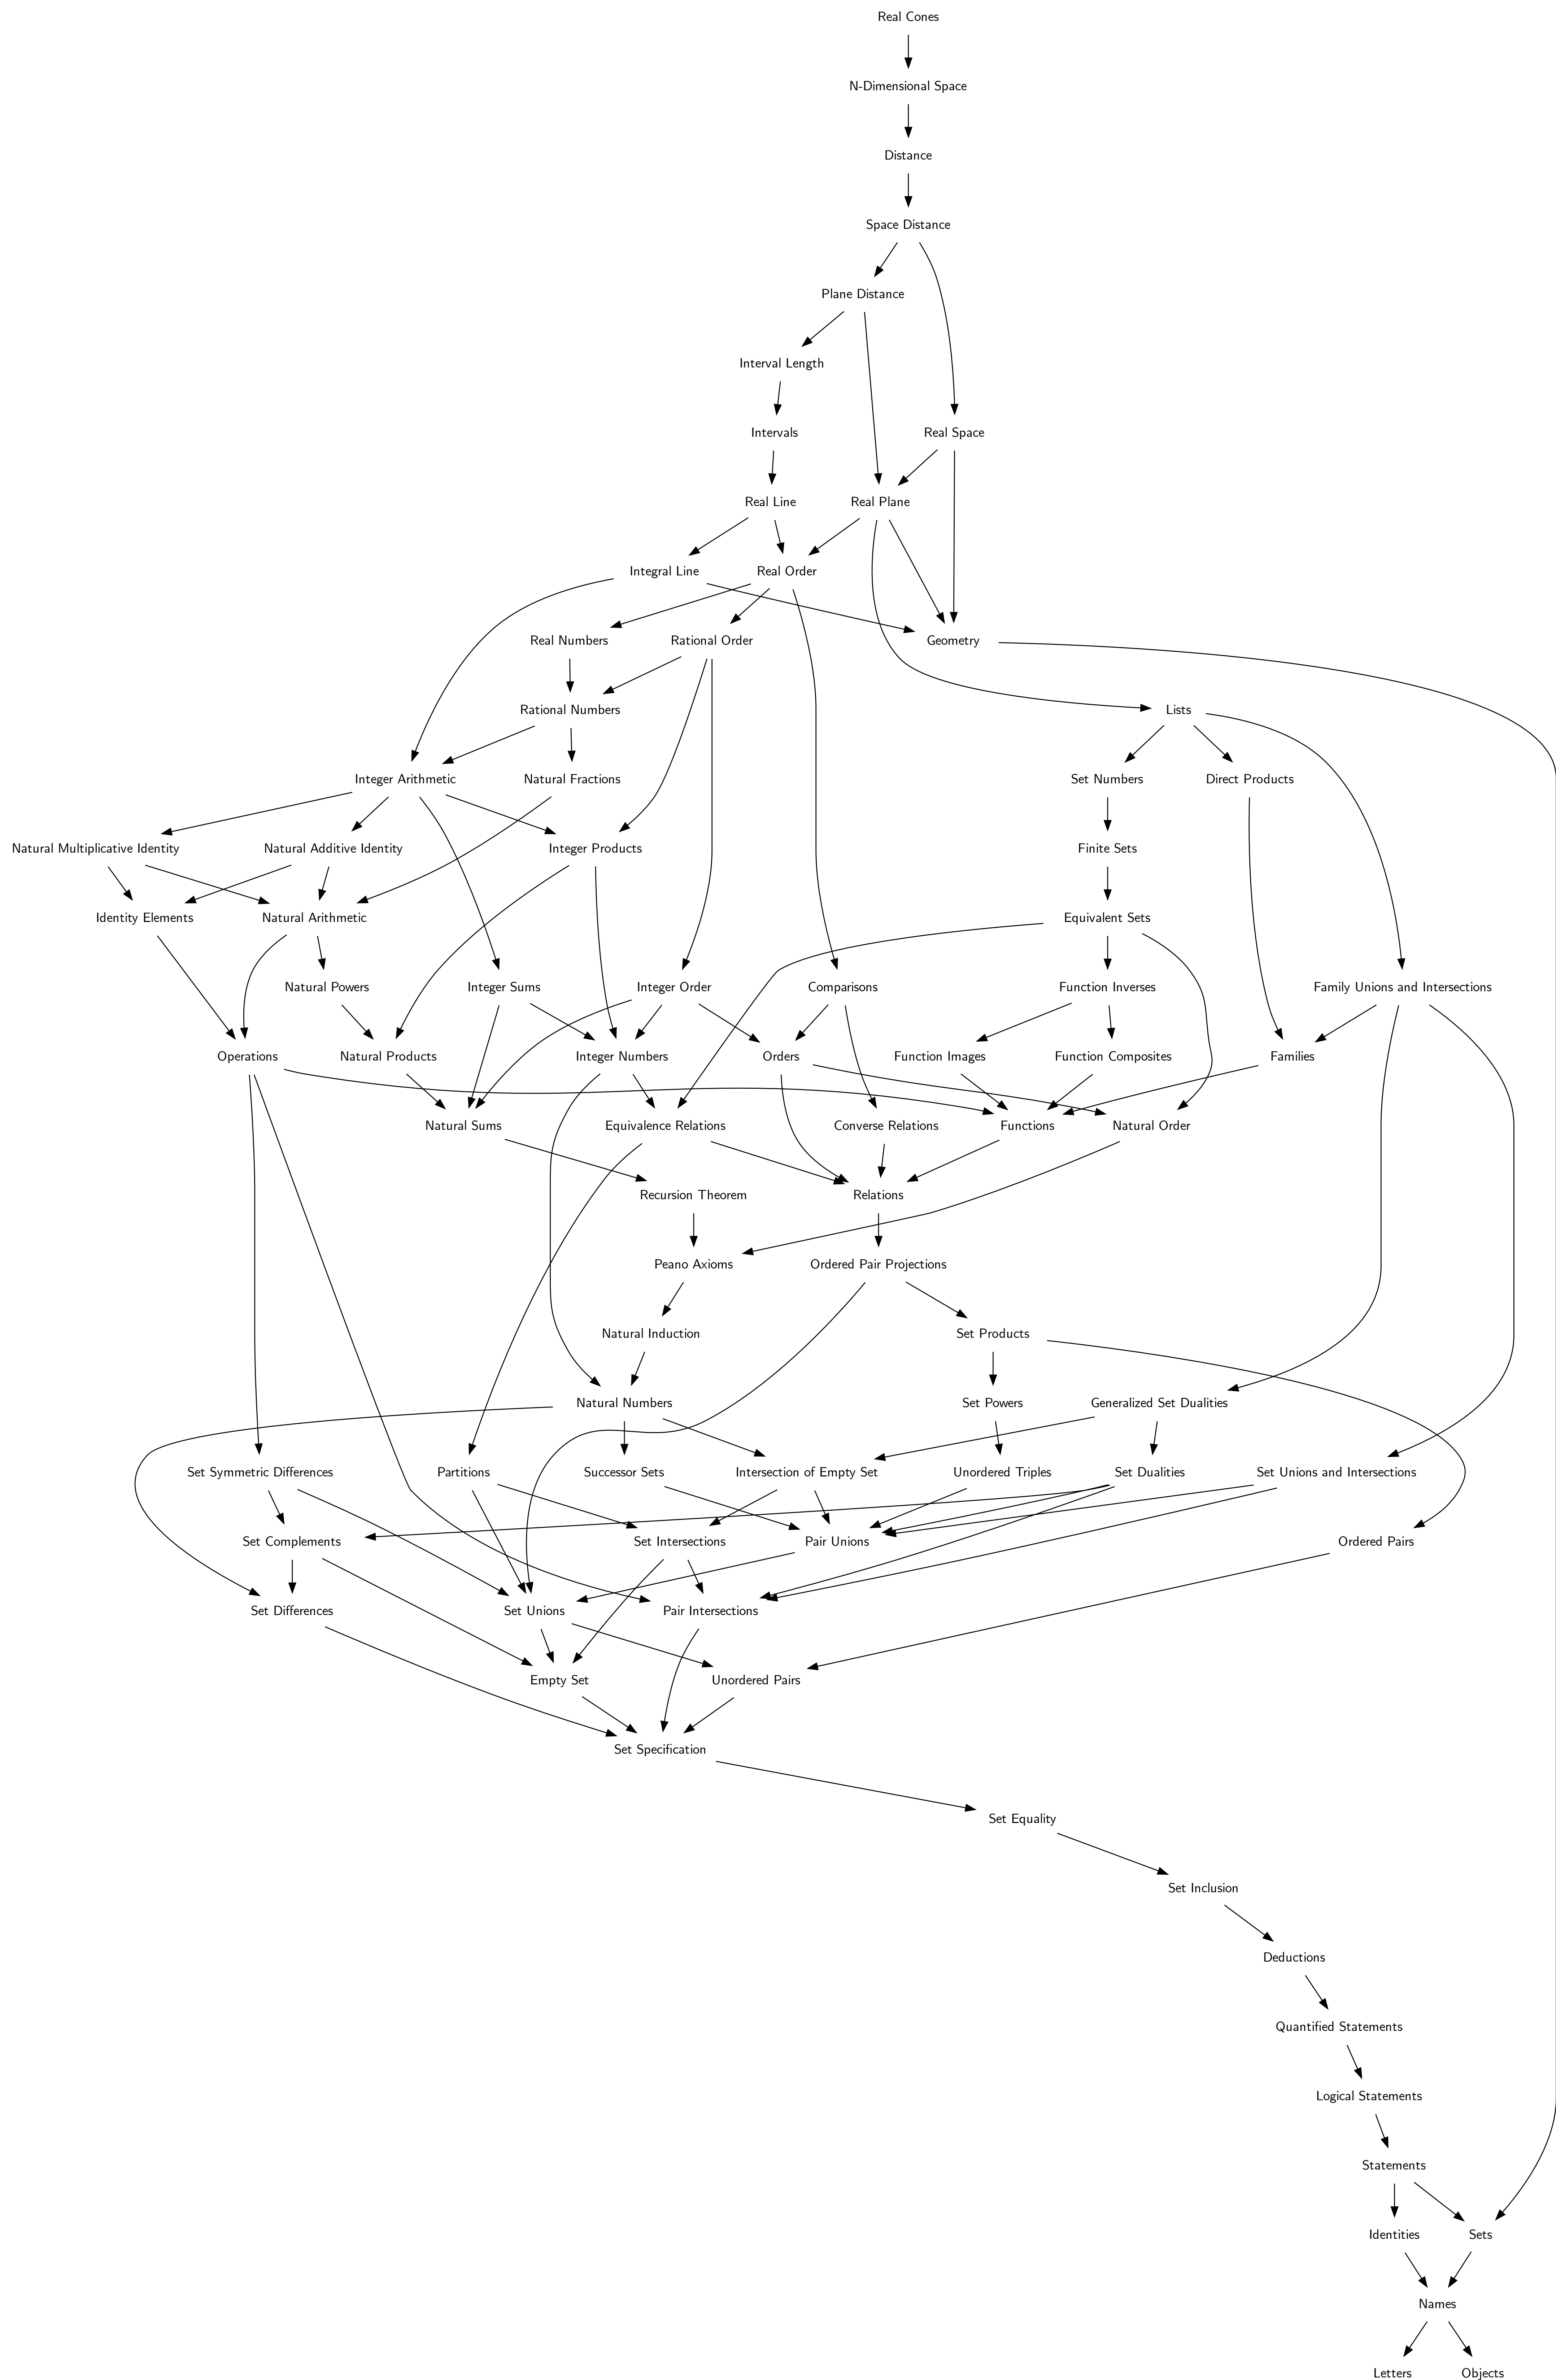 Real Cones
N-Dimensional Space
Distance
Space Distance
Plane Distance
Interval Length
Intervals
Real Space
Real Line
Real Plane
Integral Line
Real Order
Real Numbers
Rational Order
Geometry
Rational Numbers
Lists
Integer Arithmetic
Natural Fractions
Set Numbers
Direct Products
Natural Multiplicative Identity
Natural Additive Identity
Integer Products
Finite Sets
Identity Elements
Natural Arithmetic
Equivalent Sets
Natural Powers
Integer Sums
Integer Order
Comparisons
Function Inverses
Family Unions and Intersections
Operations
Natural Products
Integer Numbers
Orders
Function Images
Function Composites
Families
Natural Sums
Equivalence Relations
Converse Relations
Functions
Natural Order
Recursion Theorem
Relations
Peano Axioms
Ordered Pair Projections
Natural Induction
Set Products
Natural Numbers
Set Powers
Generalized Set Dualities
Set Symmetric Differences
Partitions
Successor Sets
Intersection of Empty Set
Unordered Triples
Set Dualities
Set Unions and Intersections
Set Complements
Set Intersections
Pair Unions
Ordered Pairs
Set Differences
Set Unions
Pair Intersections
Empty Set
Unordered Pairs
Set Specification
Set Equality
Set Inclusion
Deductions
Quantified Statements
Logical Statements
Statements
Identities
Sets
Names
Letters
Objects